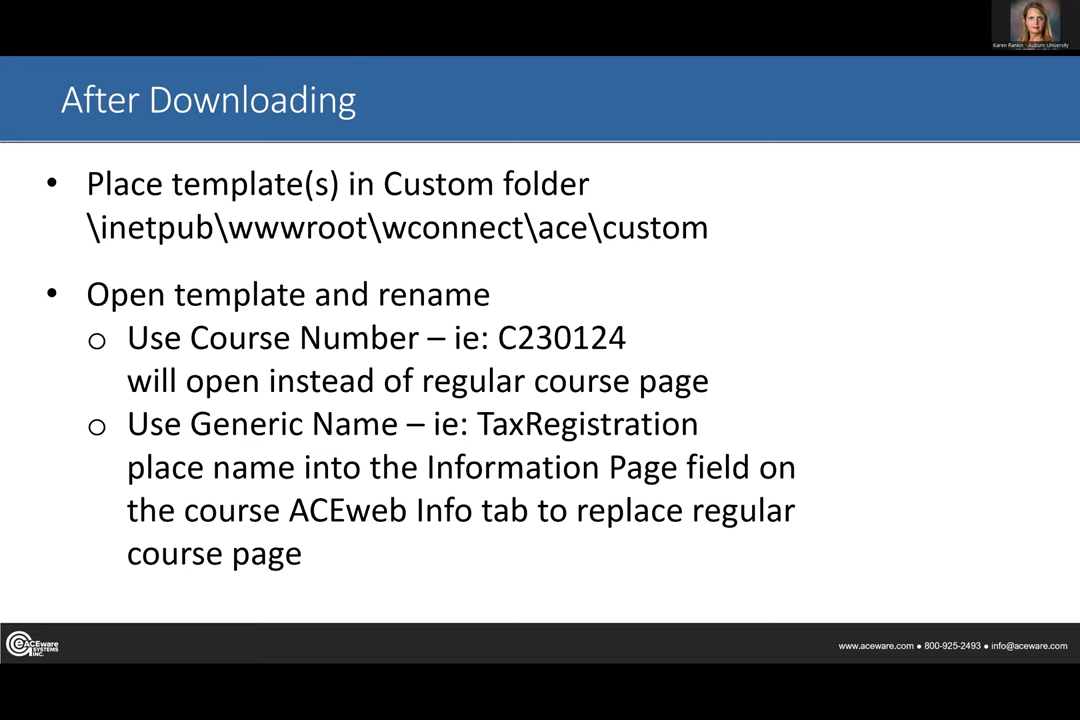 Karen Rankin - Auburn University
After Downloading
• Place template(s) in Custom folder
\inetpub\wwwroot\wconnect\ace\custom
• Open template and rename
o Use Course Number – ie: C230124
will open instead of regular course page
o Use Generic Name – ie: TaxRegistration
place name into the Information Page field on
the course ACEweb Info tab to replace regular
course page
ACEware
SYSTEMS
INC.
www.aceware.com ● 800-925-2493 ● info@aceware.com